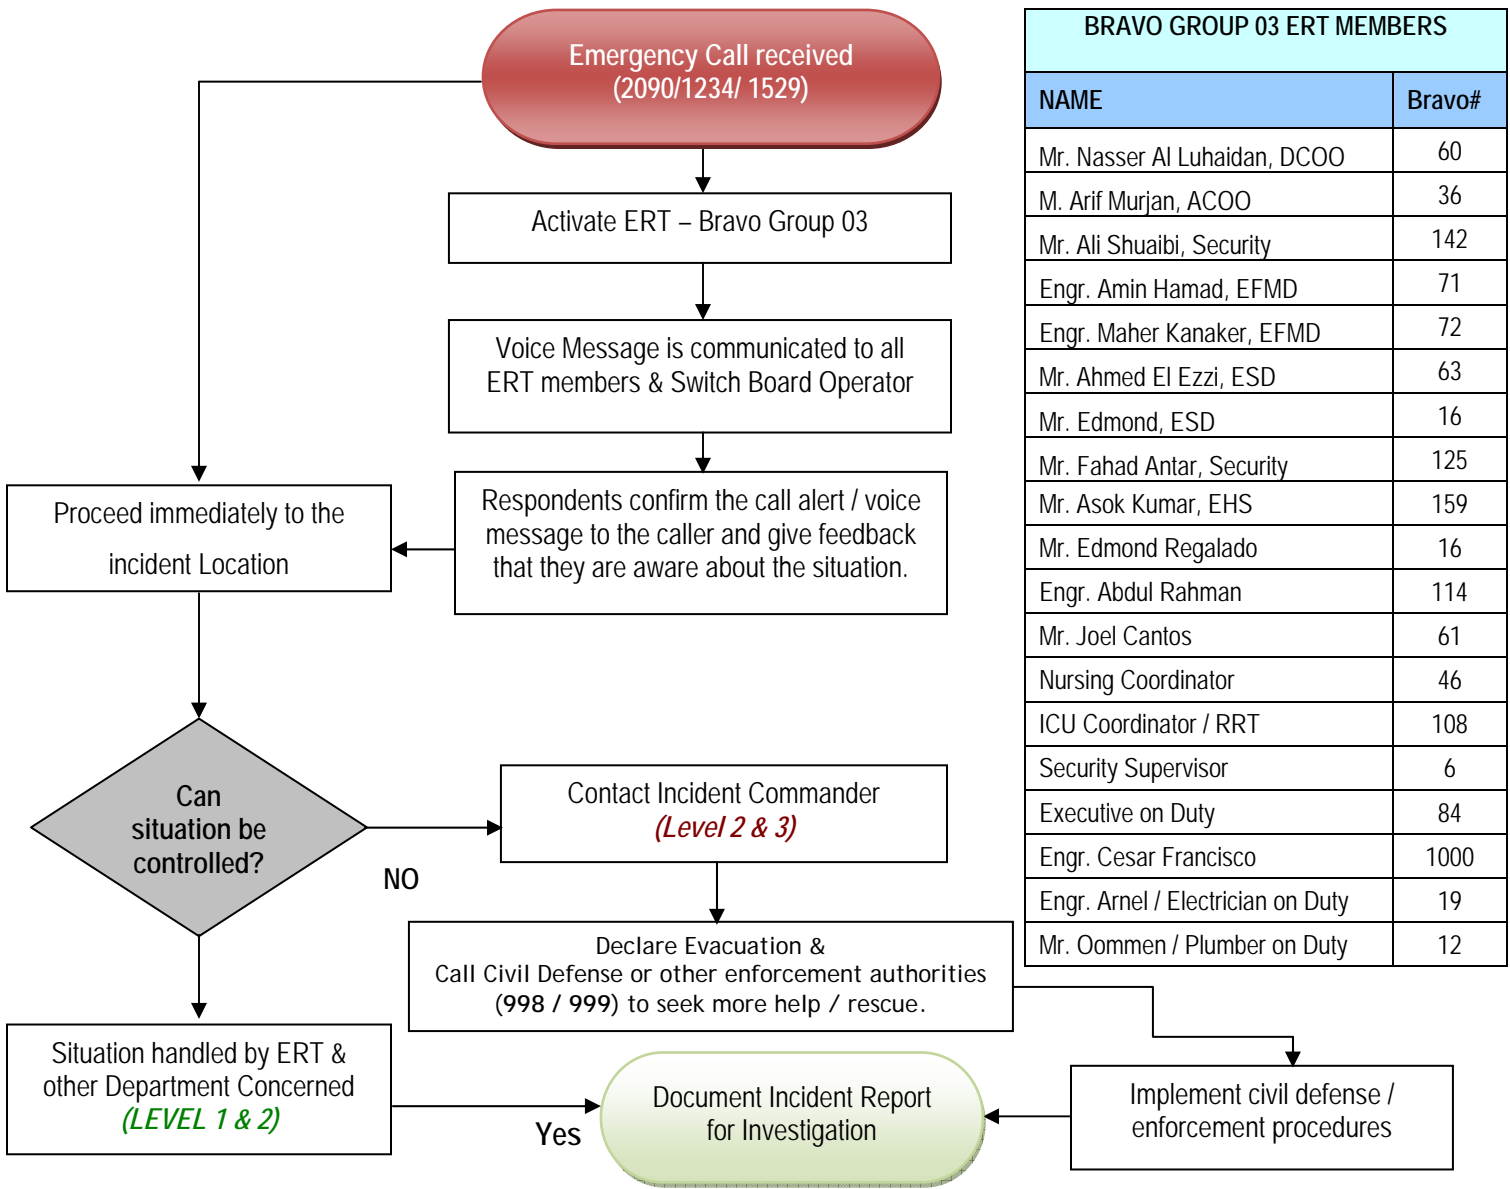 Emergency Call received
(2090/1234/ 1529)
Activate ERT – Bravo Group 03
Voice Message is communicated to all
ERT members & Switch Board Operator
Respondents confirm the call alert / voice
message to the caller and give feedback
that they are aware about the situation.
Proceed immediately to the
incident Location
Can
situation be
controlled?
NO
Contact Incident Commander
(Level 2 & 3)
Declare Evacuation &
Call Civil Defense or other enforcement authorities
(998 / 999) to seek more help / rescue.
Situation handled by ERT &
other Department Concerned
(LEVEL 1 & 2)
Yes
Document Incident Report
for Investigation
Implement civil defense /
enforcement procedures
BRAVO GROUP 03 ERT MEMBERS
NAME Bravo#
Mr. Nasser Al Luhaidan, DCOO 60
M. Arif Murjan, ACOO 36
Mr. Ali Shuaibi, Security 142
Engr. Amin Hamad, EFMD 71
Engr. Maher Kanaker, EFMD 72
Mr. Ahmed El Ezzi, ESD 63
Mr. Edmond, ESD 16
Mr. Fahad Antar, Security 125
Mr. Asok Kumar, EHS 159
Mr. Edmond Regalado 16
Engr. Abdul Rahman 114
Mr. Joel Cantos 61
Nursing Coordinator 46
ICU Coordinator / RRT 108
Security Supervisor 6
Executive on Duty 84
Engr. Cesar Francisco 1000
Engr. Arnel / Electrician on Duty 19
Mr. Oommen / Plumber on Duty 12